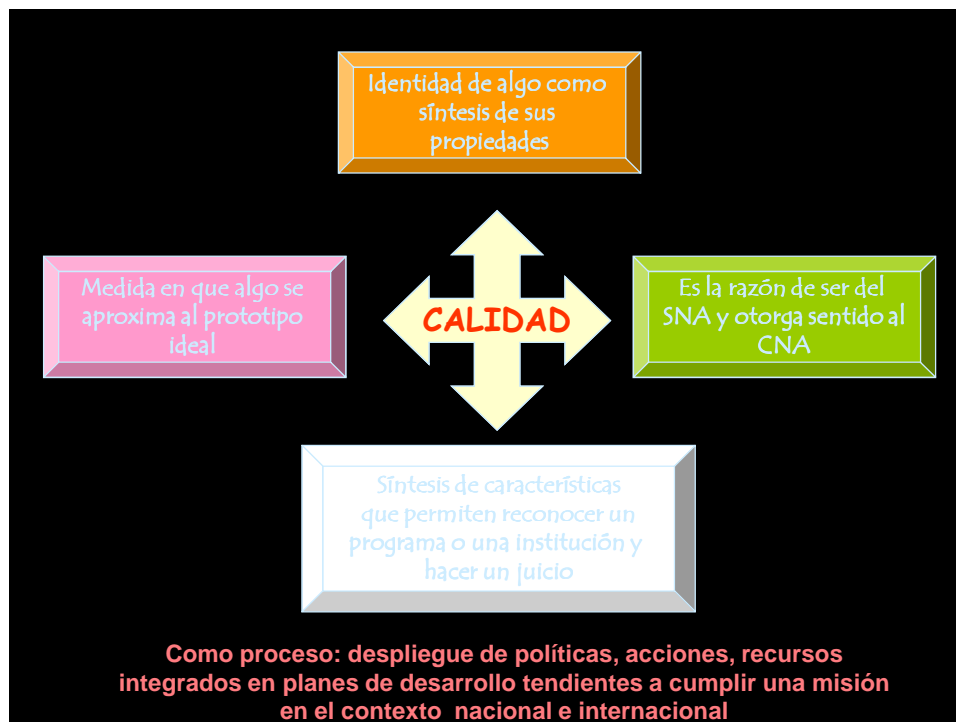 Identidad de algo como
síntesis de sus
propiedades
Medida en que algo se
aproxima al prototipo
ideal
CALIDAD
Es la razón de ser del
SNA y otorga sentido al
CNA
Síntesis de características
que permiten reconocer un
programa o una institución y
hacer un juicio
Como proceso: despliegue de políticas, acciones, recursos
integrados en planes de desarrollo tendientes a cumplir una misión
en el contexto nacional e internacional